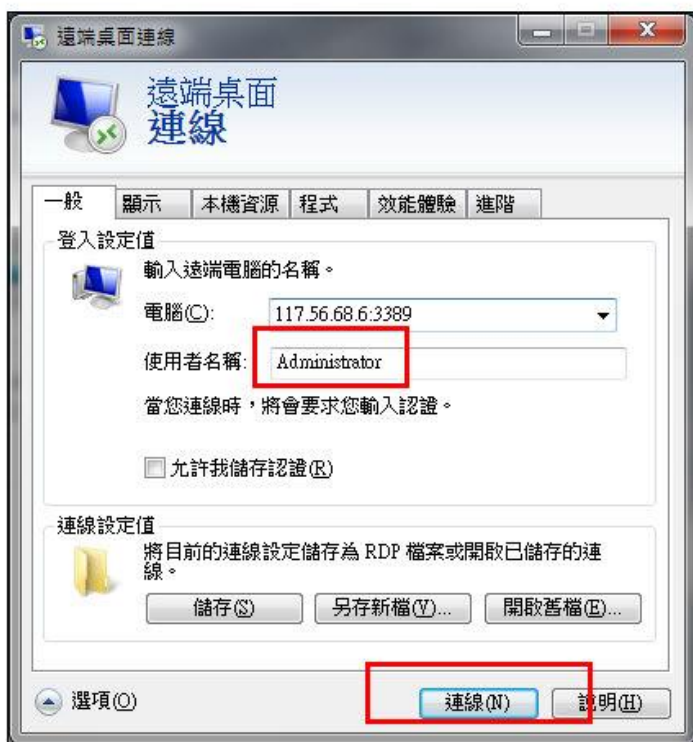 遠端桌面連線
遠端桌面
連線
一般 顯示 本機資源 程式 效能體驗 進階
登入設定值
輸入遠端電腦的名稱。
電腦(C): 117.56.68.6:3389
使用者名稱: Administrator
當您連線時，將會要求您輸入認證。
允許我儲存認證(R)
連線設定值
將目前的連線設定儲存為 RDP 檔案或開啟已儲存的連
線。
儲存(S) 另存新檔(V)... 開啟舊檔(E)...
選項(O) 連線(N) 說明(H)